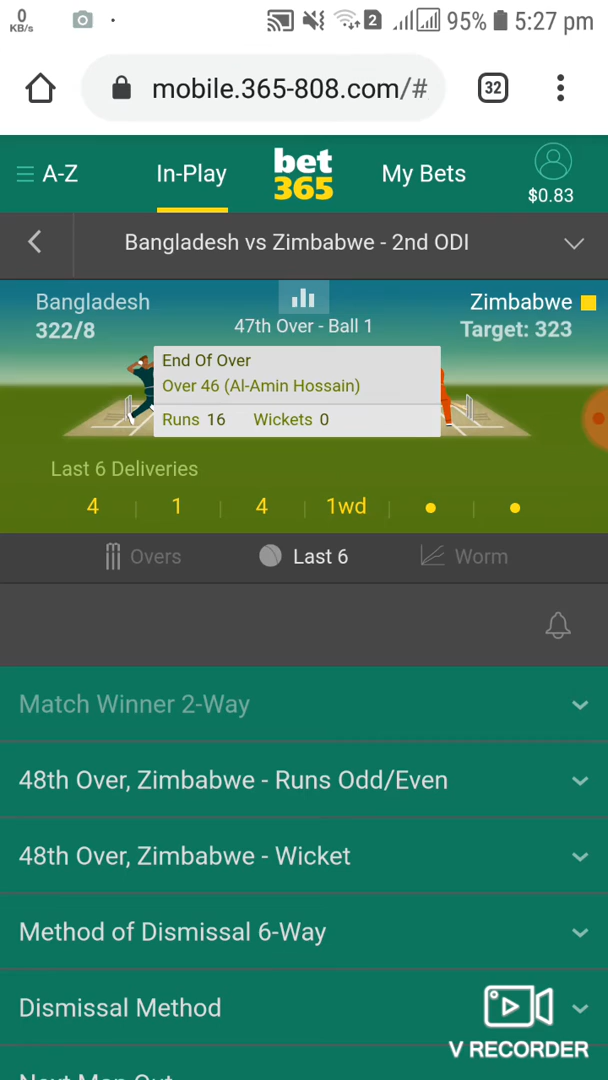 0
KB/s
2
95%
5:27 pm
mobile.365-808.com/#
32
A-Z
In-Play
bet
365
My Bets
$0.83
Bangladesh vs Zimbabwe - 2nd ODI
Bangladesh
322/8
47th Over - Ball 1
Zimbabwe
Target: 323
End Of Over
Over 46 (Al-Amin Hossain)
Runs 16 Wickets 0
Last 6 Deliveries
4 1 4 1wd • •
Overs Last 6 Worm
Match Winner 2-Way
48th Over, Zimbabwe - Runs Odd/Even
48th Over, Zimbabwe - Wicket
Method of Dismissal 6-Way
Dismissal Method
V RECORDER
Next Man Out